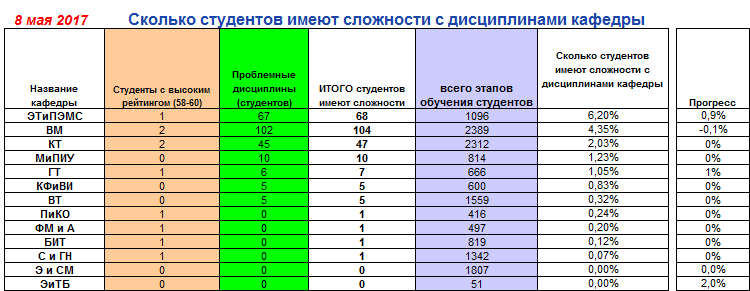 8 мая 2017 Сколько студентов имеют сложности с дисциплинами кафедры
Название кафедры Студенты с высоким рейтингом (58-60) Проблемные дисциплины (студентов) ИТОГО студентов имеют сложности всего этапов обучения студентов Сколько студентов имеют сложности с дисциплинами кафедры Прогресс
ЭТиПЭМС 1 67 68 1096 6,20% 0,9%
ВМ 2 102 104 2389 4,35% -0,1%
КТ 2 45 47 2312 2,03% 0%
МиПИУ 0 10 10 814 1,23% 0%
ГТ 1 6 7 666 1,05% 1%
КФиВИ 0 5 5 600 0,83% 0%
ВТ 0 5 5 1559 0,32% 0%
ПиКО 1 0 1 416 0,24% 0%
ФМ и А 1 0 1 497 0,20% 0%
БИТ 1 0 1 819 0,12% 0%
С и ГН 1 0 1 1342 0,07% 0%
Э и СМ 0 0 0 1807 0,00% 0,0%
ЭиТБ 0 0 0 51 0,00% 2,0%